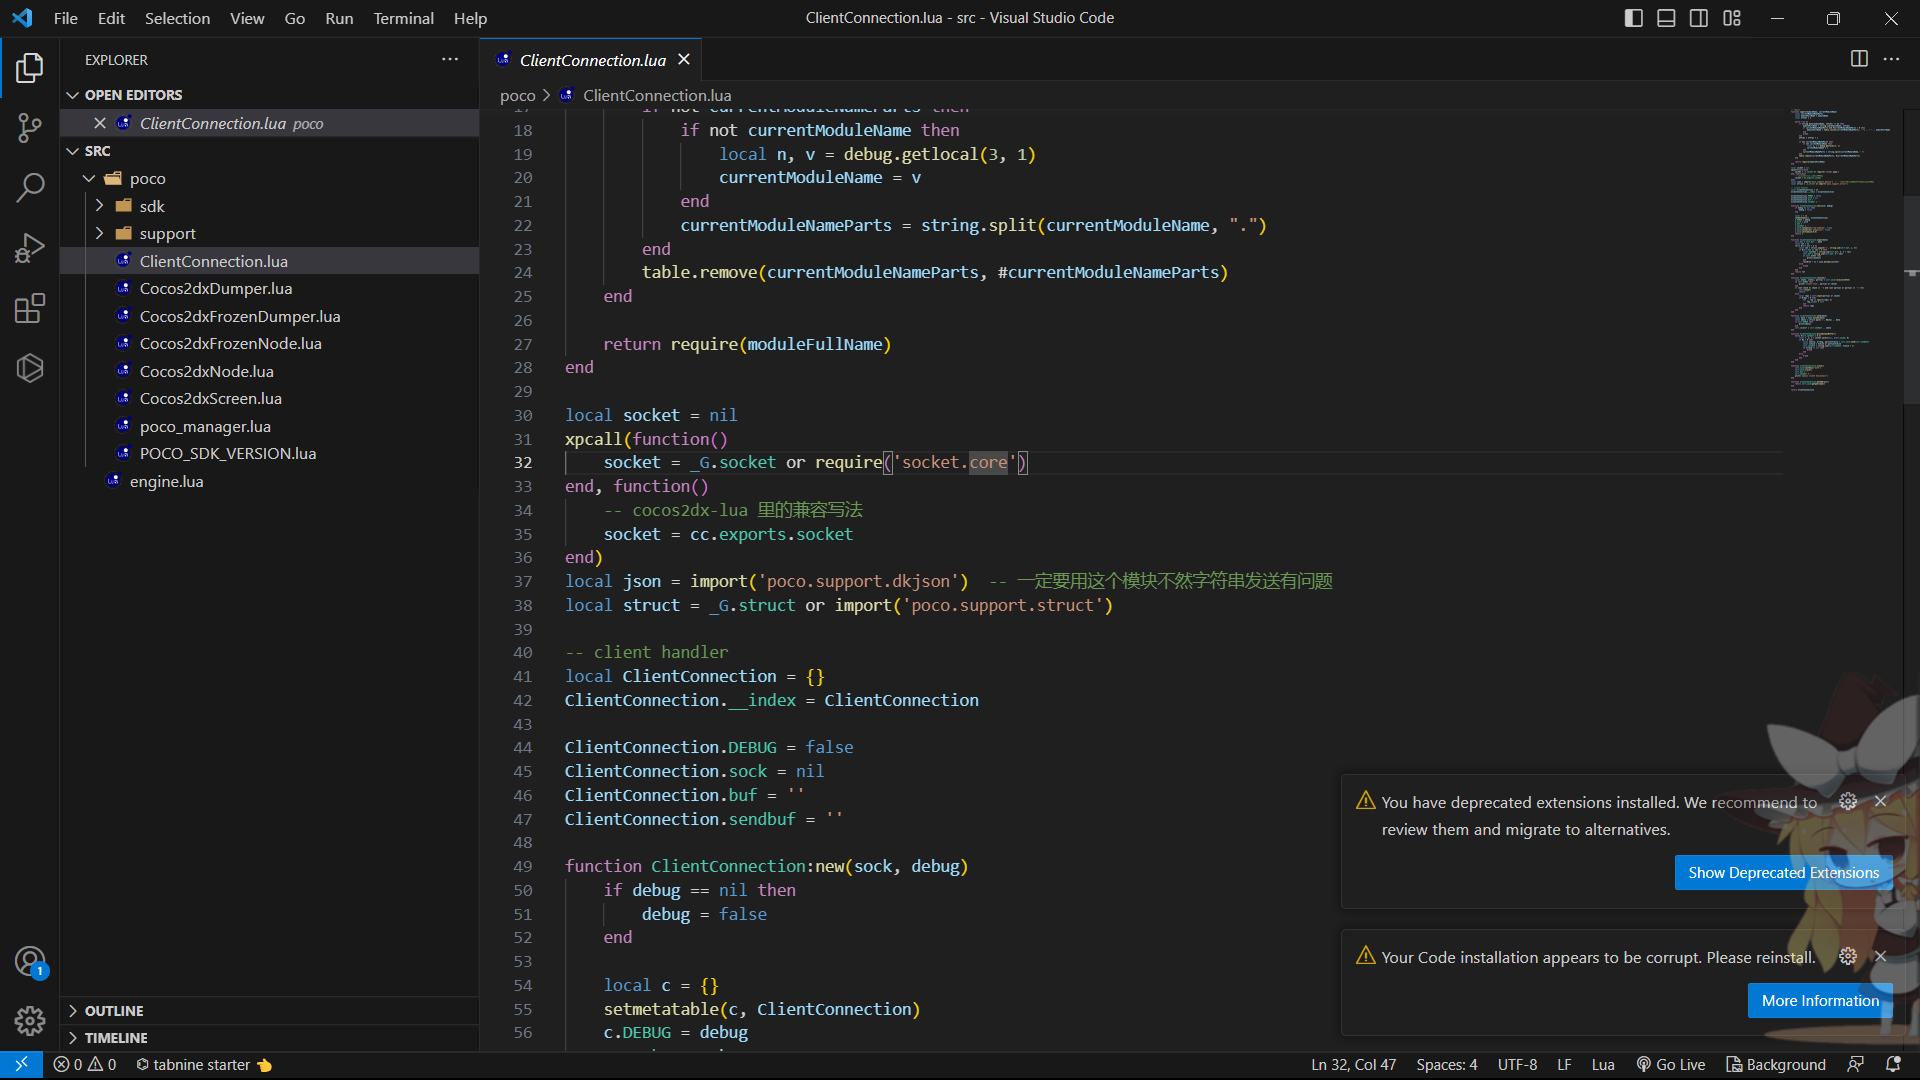 File Edit Selection View Go Run Terminal Help
ClientConnection.lua - src - Visual Studio Code
EXPLORER
OPEN EDITORS
ClientConnection.lua poco
SRC
poco
sdk
support
ClientConnection.lua
Cocos2dxDumper.lua
Cocos2dxFrozenDumper.lua
Cocos2dxFrozenNode.lua
Cocos2dxNode.lua
Cocos2dxScreen.lua
poco_manager.lua
POCO_SDK_VERSION.lua
engine.lua
OUTLINE
TIMELINE
ClientConnection.lua
poco > ClientConnection.lua
17 if not currentModuleNameParts then
18 if not currentModuleName then
19 local n, v = debug.getlocal(3, 1)
20 currentModuleName = v
21 end
22 currentModuleNameParts = string.split(currentModuleName, ".")
23 end
24 table.remove(currentModuleNameParts, #currentModuleNameParts)
25 end
26
27 return require(moduleFullName)
28 end
29
30 local socket = nil
31 xpcall(function()
32 socket = _G.socket or require('socket.core')
33 end, function()
34 -- cocos2dx-lua 里的兼容写法
35 socket = cc.exports.socket
36 end)
37 local json = import('poco.support.dkjson') -- 一定要用这个模块不然字符串发送有问题
38 local struct = _G.struct or import('poco.support.struct')
39
40 -- client handler
41 local ClientConnection = {}
42 ClientConnection.__index = ClientConnection
43
44 ClientConnection.DEBUG = false
45 ClientConnection.sock = nil
46 ClientConnection.buf = ''
47 ClientConnection.sendbuf = ''
48
49 function ClientConnection:new(sock, debug)
50 if debug == nil then
51 debug = false
52 end
53
54 local c = {}
55 setmetatable(c, ClientConnection)
56 c.DEBUG = debug
You have deprecated extensions installed. We recommend to
review them and migrate to alternatives.
Show Deprecated Extensions
Your Code installation appears to be corrupt. Please reinstall.
More Information
1
0 0 tabnine starter
Ln 32, Col 47 Spaces: 4 UTF-8 LF Lua Go Live Background